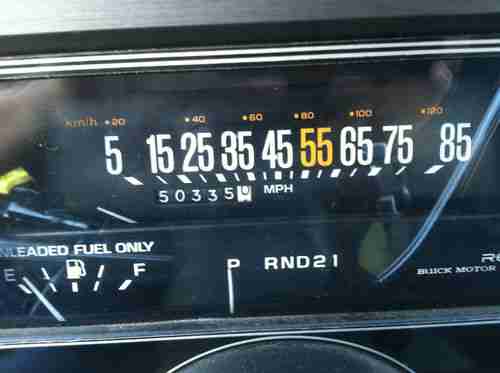 km/h 20 40 60 80 100 120
5 15 25 35 45 55 65 75 85
50335 MPH
NLEADED FUEL ONLY
E F
P RND21
BUICK MOTOR